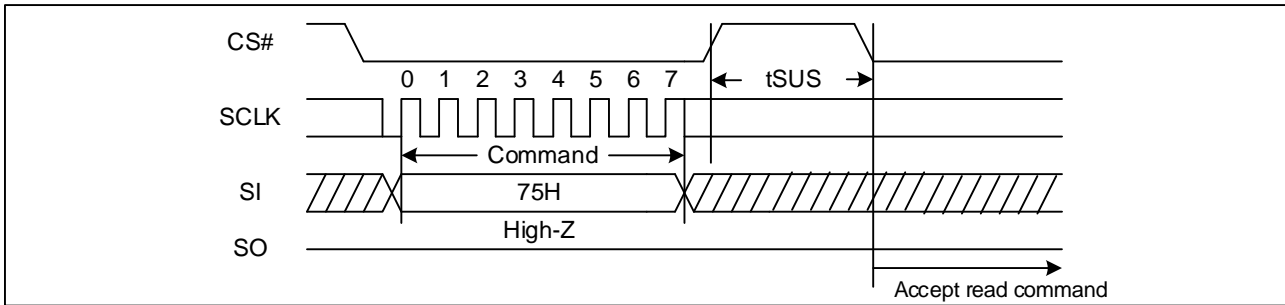 CS#
tSUS
0 1 2 3 4 5 6 7
SCLK
Command
SI
75H
High-Z
SO
Accept read command